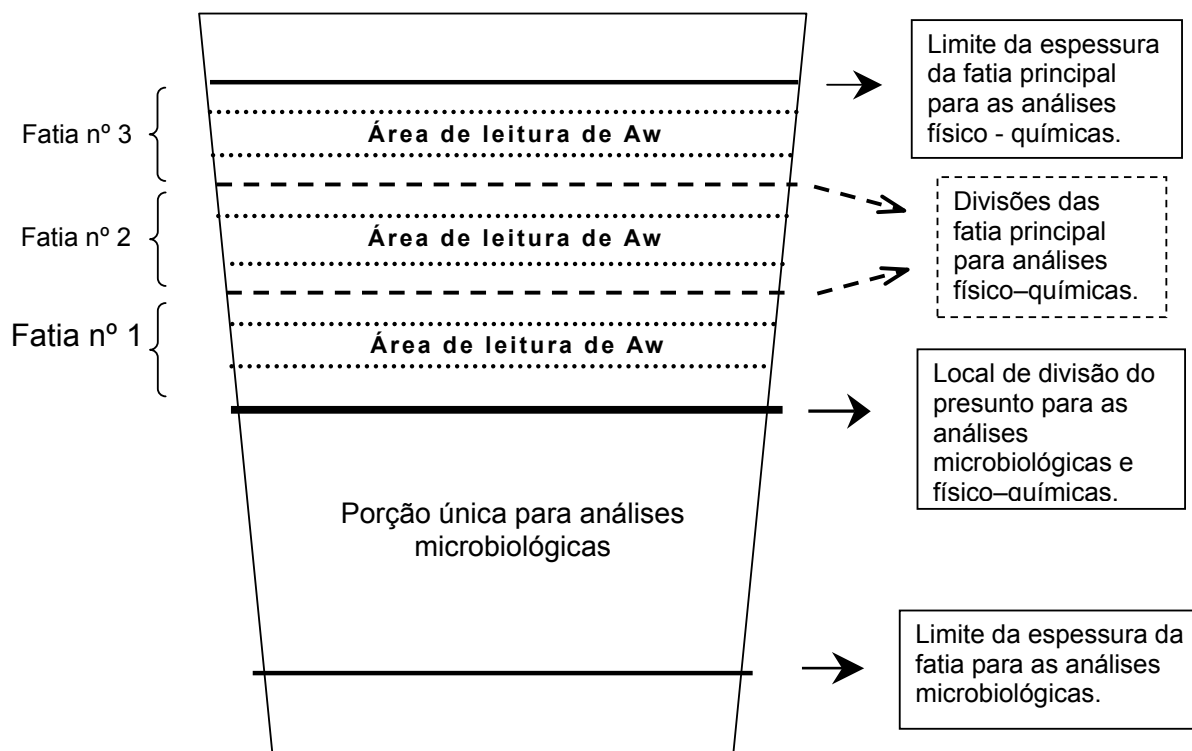 Limite da espessura
da fatia principal
para as análises
físico - químicas.
Fatia nº 3
Área de leitura de Aw
Divisões das
fatia principal
para análises
físico–químicas.
Fatia nº 2
Área de leitura de Aw
Fatia nº 1
Área de leitura de Aw
Local de divisão do
presunto para as
análises
microbiológicas e
físico–químicas.
Porção única para análises
microbiológicas
Limite da espessura da
fatia para as análises
microbiológicas.